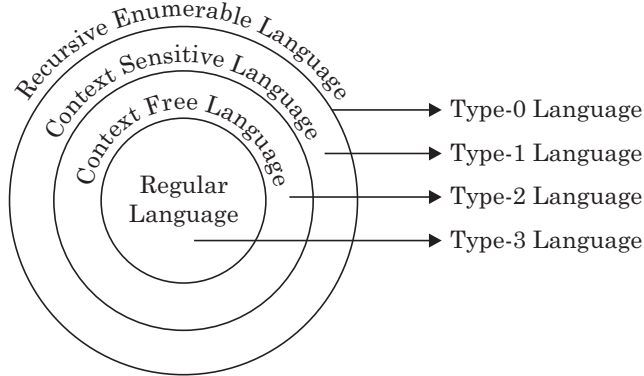 Recursive Enumerable Language
Context Sensitive Language
Context Free Language
Regular
Language
Type-0 Language
Type-1 Language
Type-2 Language
Type-3 Language